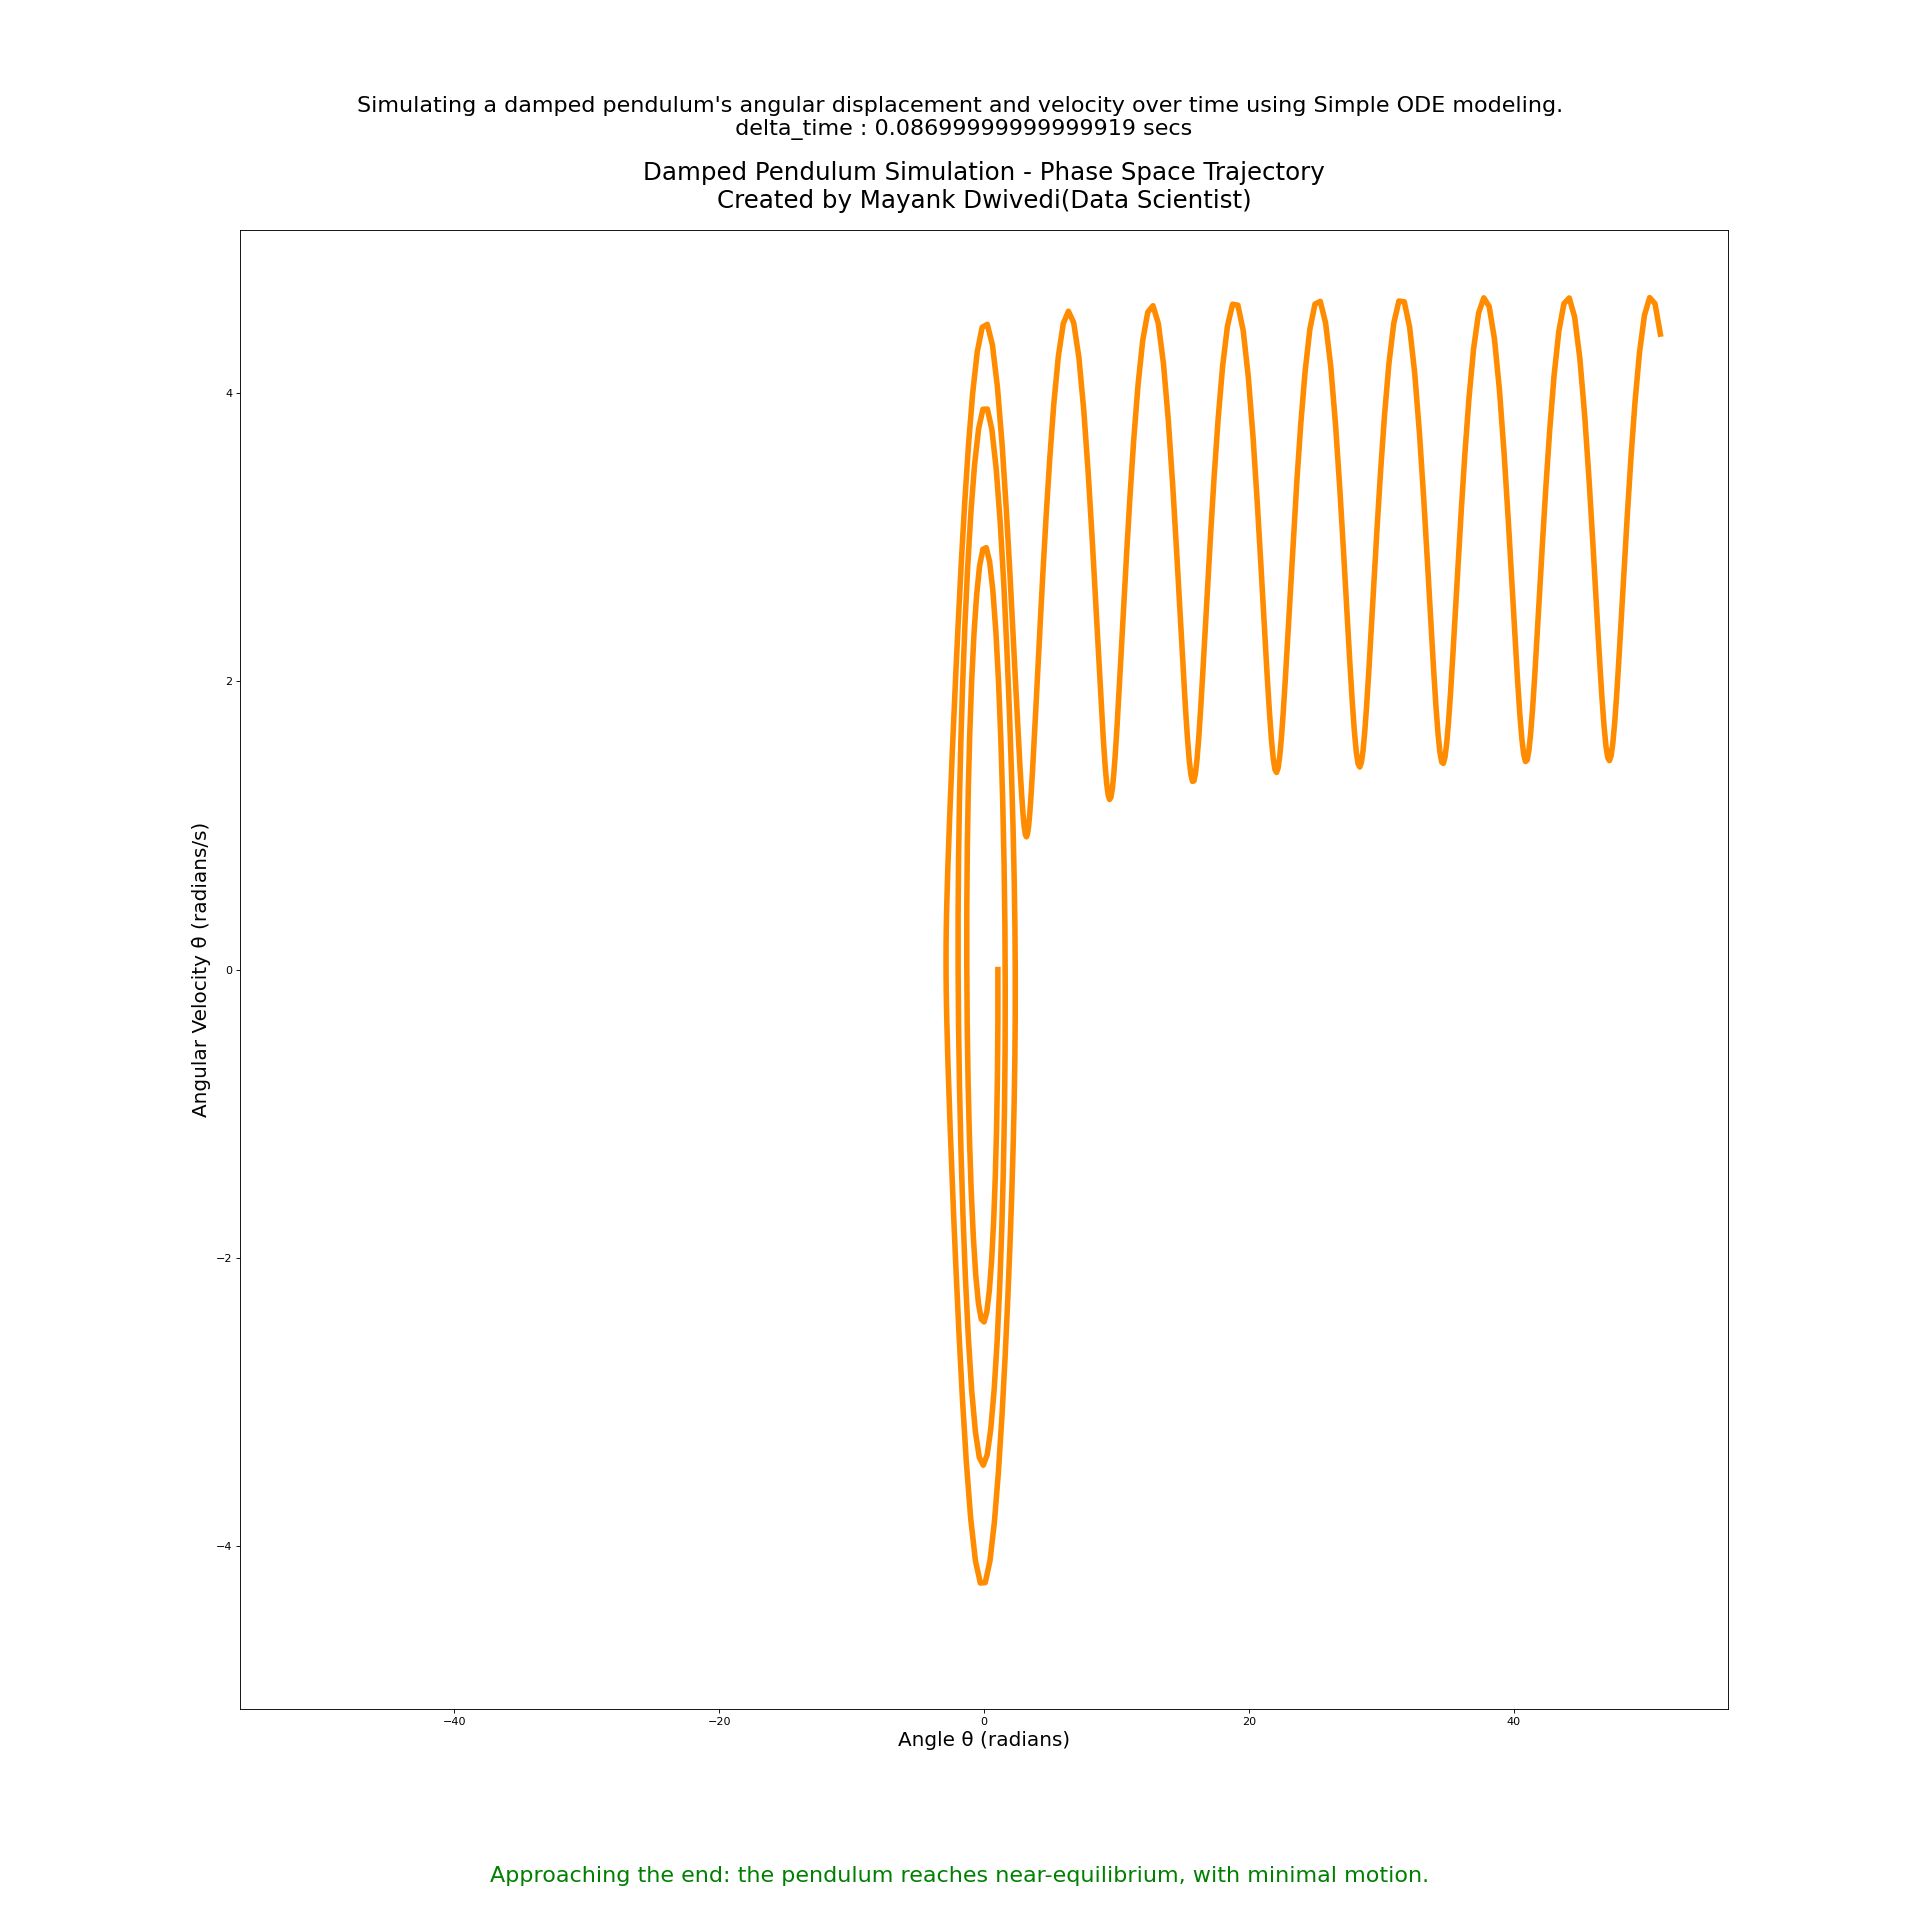 Simulating a damped pendulum's angular displacement and velocity over time using Simple ODE modeling.
delta_time : 0.08699999999999919 secs
Damped Pendulum Simulation - Phase Space Trajectory
Created by Mayank Dwivedi(Data Scientist)
Angular Velocity θ (radians/s)
4
2
0
−2
−4
−40
−20
0
20
40
Angle θ (radians)
Approaching the end: the pendulum reaches near-equilibrium, with minimal motion.